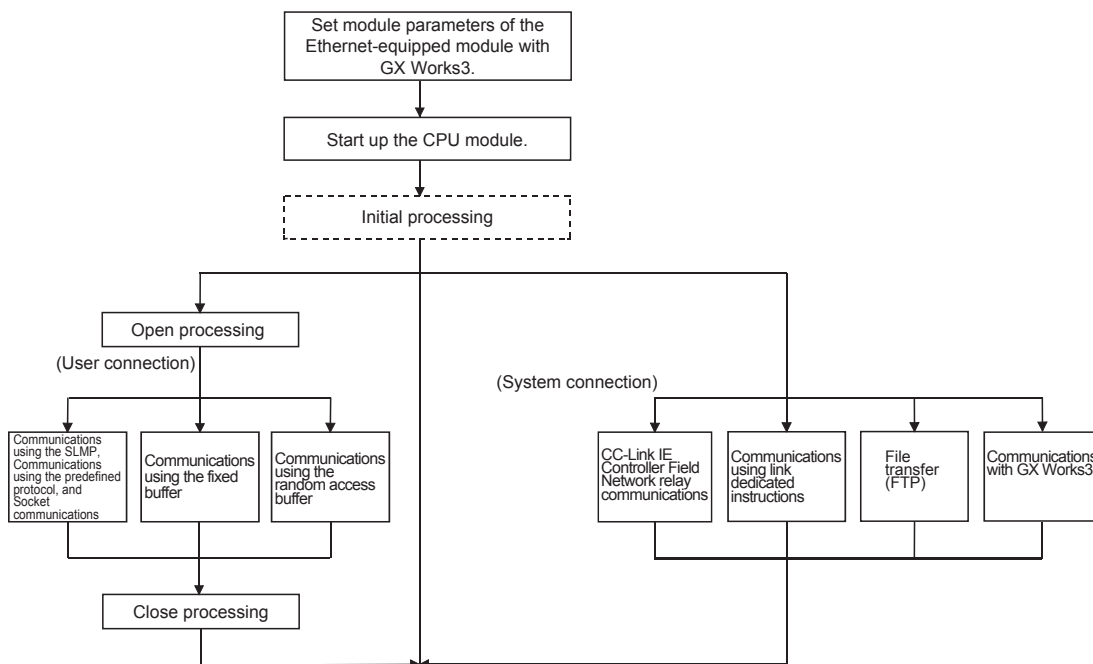 Set module parameters of the
Ethernet-equipped module with
GX Works3.
Start up the CPU module.
Initial processing
Open processing
(User connection)
(System connection)
Communications
using the SLMP,
Communications
using the predefined
protocol, and
Socket
communications
Communications
using the fixed
buffer
Communications
using the
random access
buffer
CC-Link IE
Controller Field
Network relay
communications
Communications
using link
dedicated
instructions
File
transfer
(FTP)
Communications
with GX Works3
Close processing